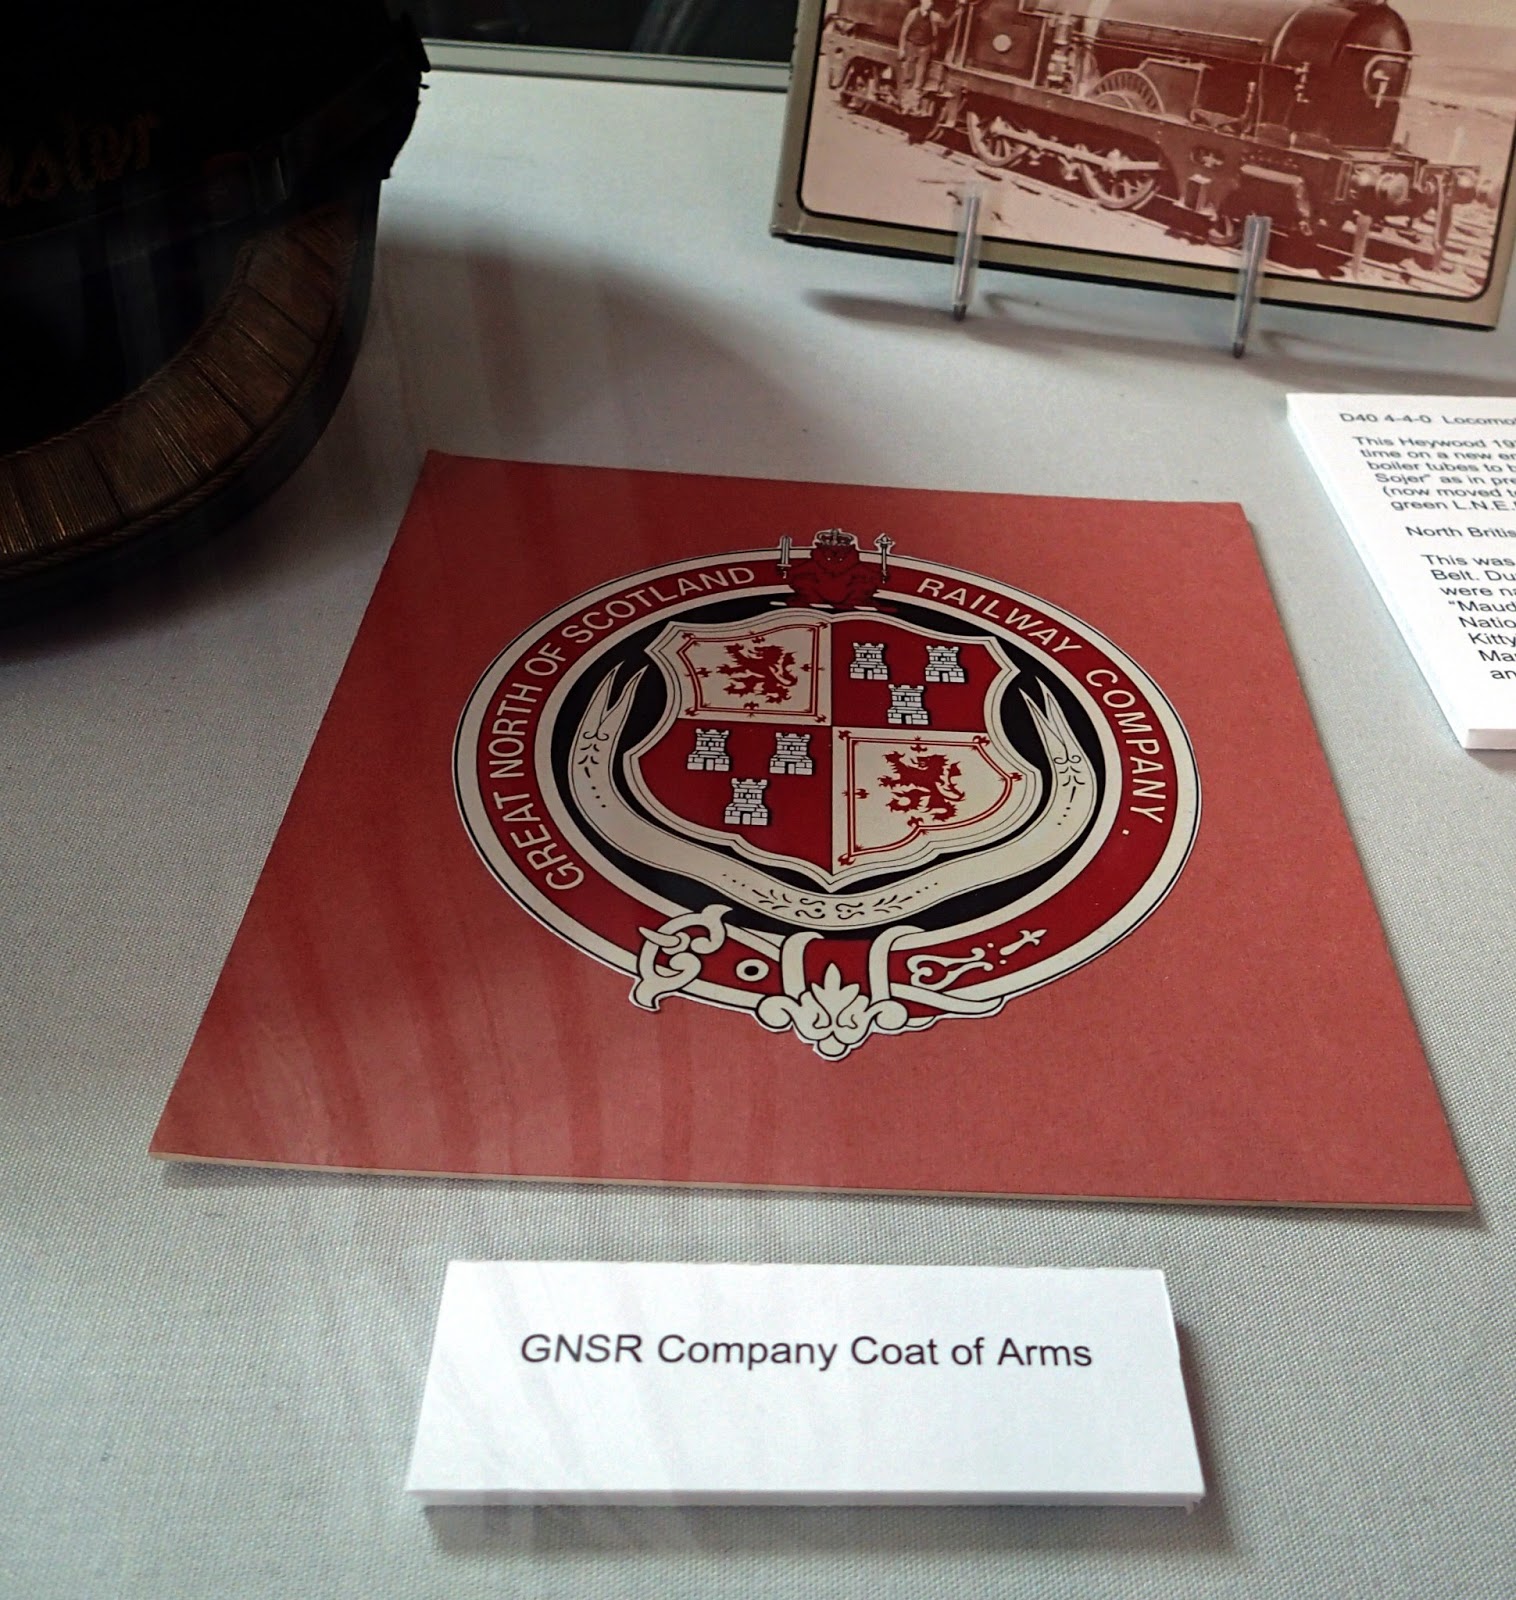 GREAT NORTH OF SCOTLAND RAILWAY COMPANY.
GNSR Company Coat of Arms
D40 4-4-0
This Heywood
time on a new
boiler tubes to
Sojer" as in
(now moved
green
North
This was
Belt.
were
"Maud
Kitty